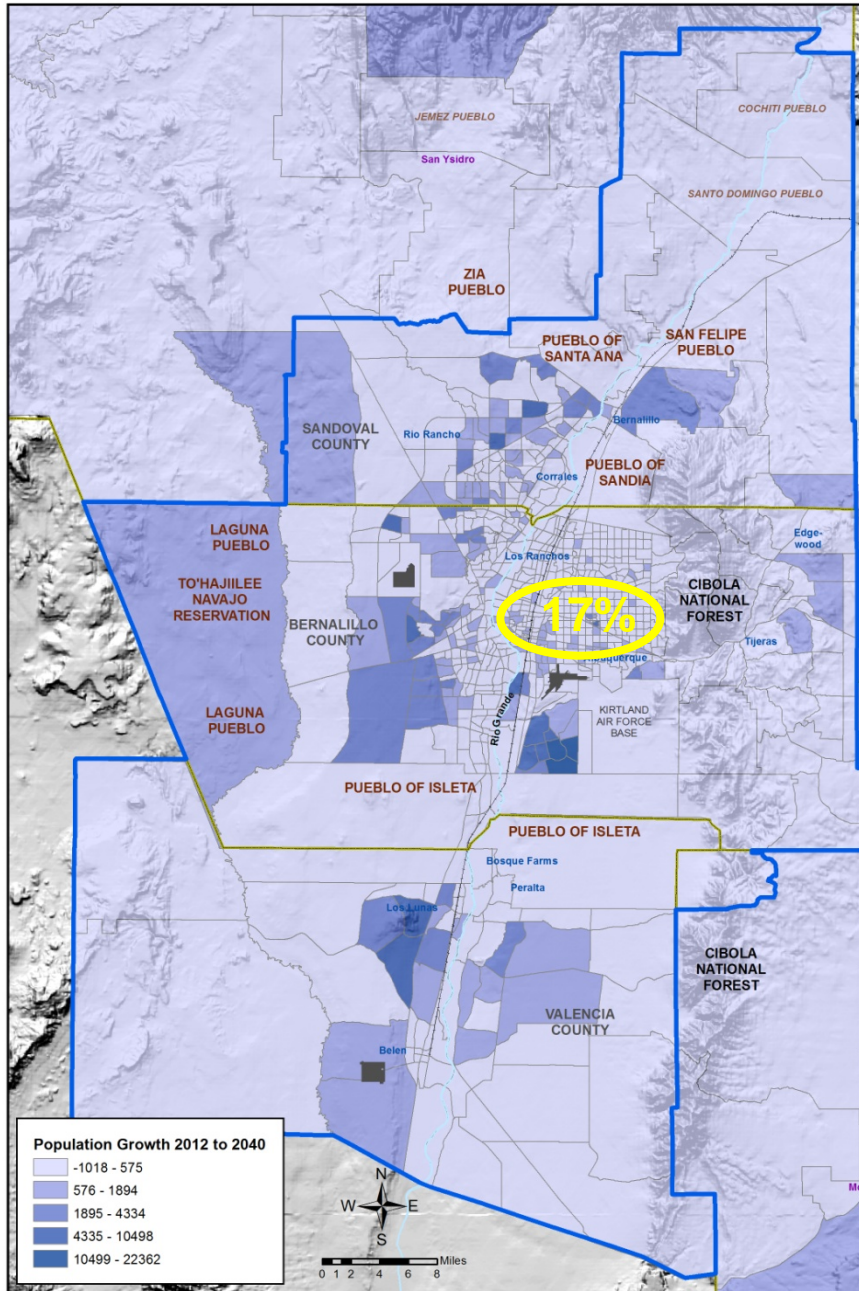 COCHITI PUEBLO
JEMEZ PUEBLO
San Ysidro
SANTO DOMINGO PUEBLO
ZIA
PUEBLO
PUEBLO OF
SANTA ANA
SAN FELIPE
PUEBLO
SANDOVAL
COUNTY
Rio Rancho
Bernalillo
PUEBLO OF
SANDIA
Corrales
LAGUNA
PUEBLO
Los Ranchos
Edge-
wood
TO'HAJIILEE
NAVAJO
RESERVATION
BERNALILLO
COUNTY
17%
CIBOLA
NATIONAL
FOREST
Tijeras
Albuquerque
LAGUNA
PUEBLO
Rio Grande
KIRTLAND
AIR FORCE
BASE
PUEBLO OF ISLETA
PUEBLO OF ISLETA
Bosque Farms
Peralta
Los Lunas
CIBOLA
NATIONAL
FOREST
VALENCIA
COUNTY
Belen
Population Growth 2012 to 2040
-1018 - 575
576 - 1894
1895 - 4334
4335 - 10498
10499 - 22362
N
W E
S
Miles
0 1 2 4 6 8